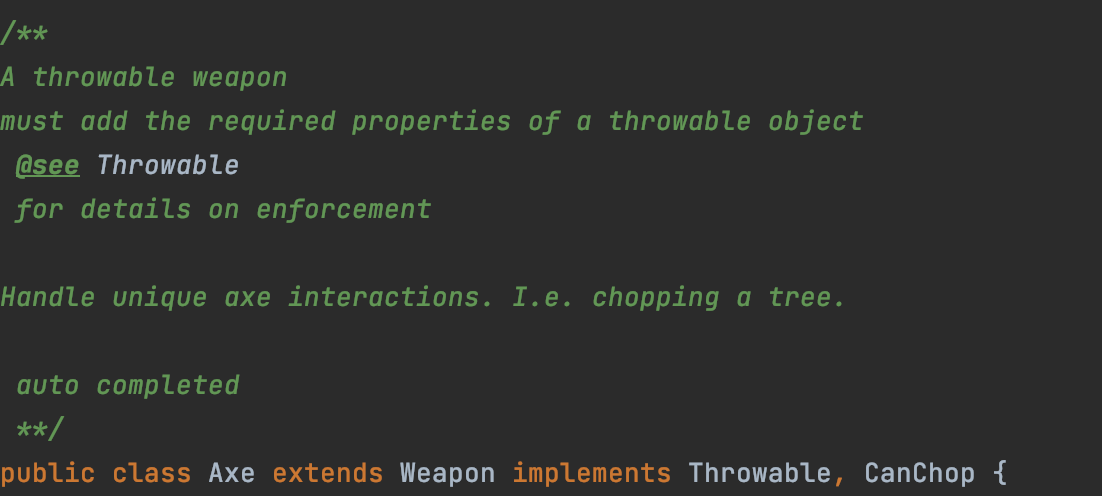 /**
A throwable weapon
must add the required properties of a throwable object
@see Throwable
for details on enforcement
Handle unique axe interactions. I.e. chopping a tree.
auto completed
**/
public class Axe extends Weapon implements Throwable, CanChop {